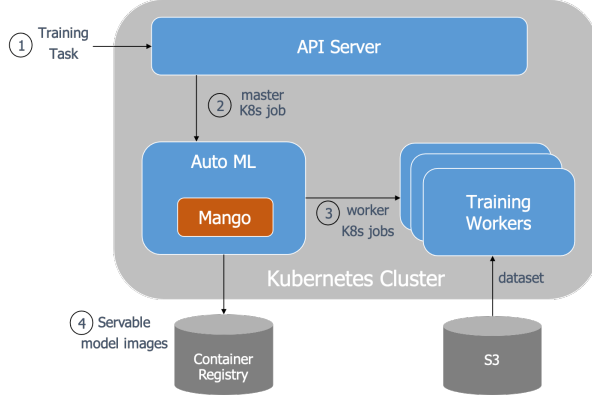 1
Training
Task
API Server
2
master
K8s job
Auto ML
Mango
3
worker
K8s jobs
Training
Workers
Kubernetes Cluster
dataset
4
Servable
model images
Container
Registry
S3